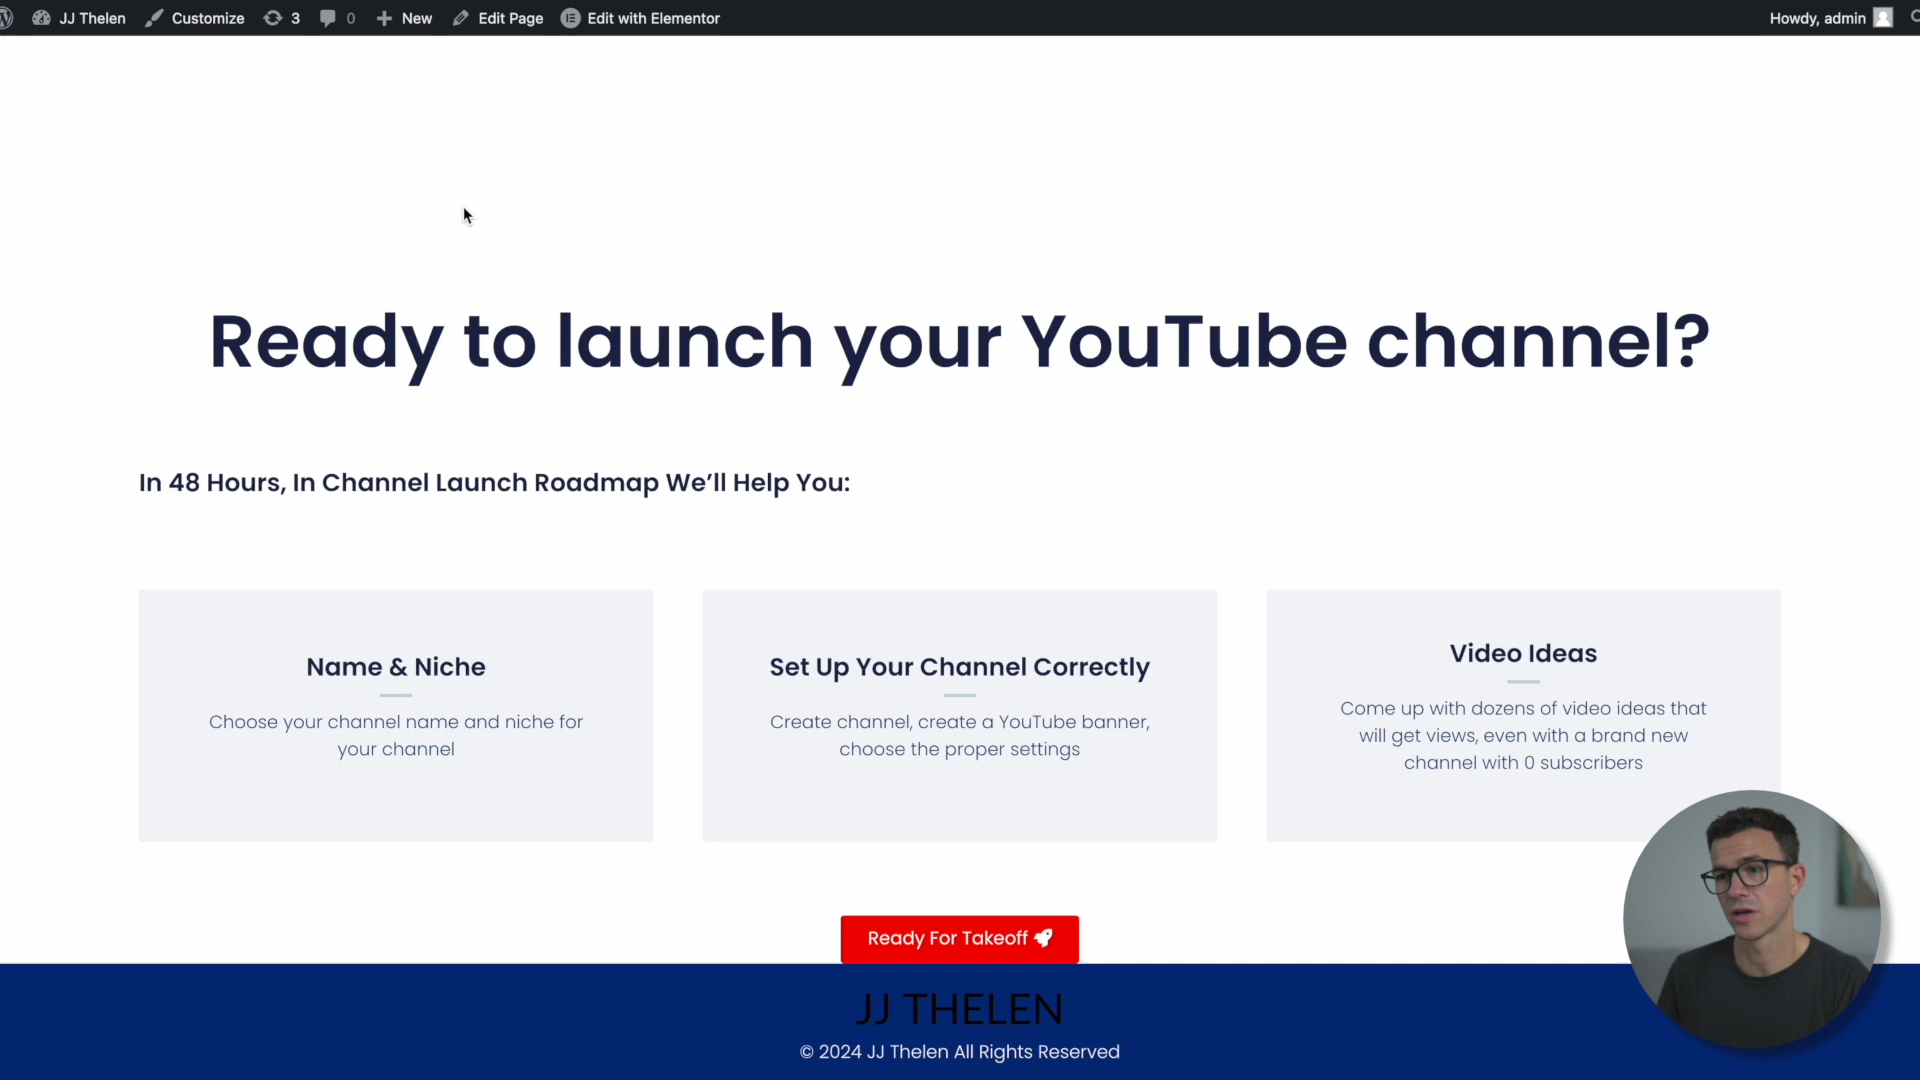 JJ Thelen Customize 3 0 New Edit Page Edit with Elementor Howdy, admin
Ready to launch your YouTube channel?
In 48 Hours, In Channel Launch Roadmap We’ll Help You:
Name & Niche
Choose your channel name and niche for
your channel
Set Up Your Channel Correctly
Create channel, create a YouTube banner,
choose the proper settings
Video Ideas
Come up with dozens of video ideas that
will get views, even with a brand new
channel with 0 subscribers
Ready For Takeoff
JJ THELEN
© 2024 JJ Thelen All Rights Reserved